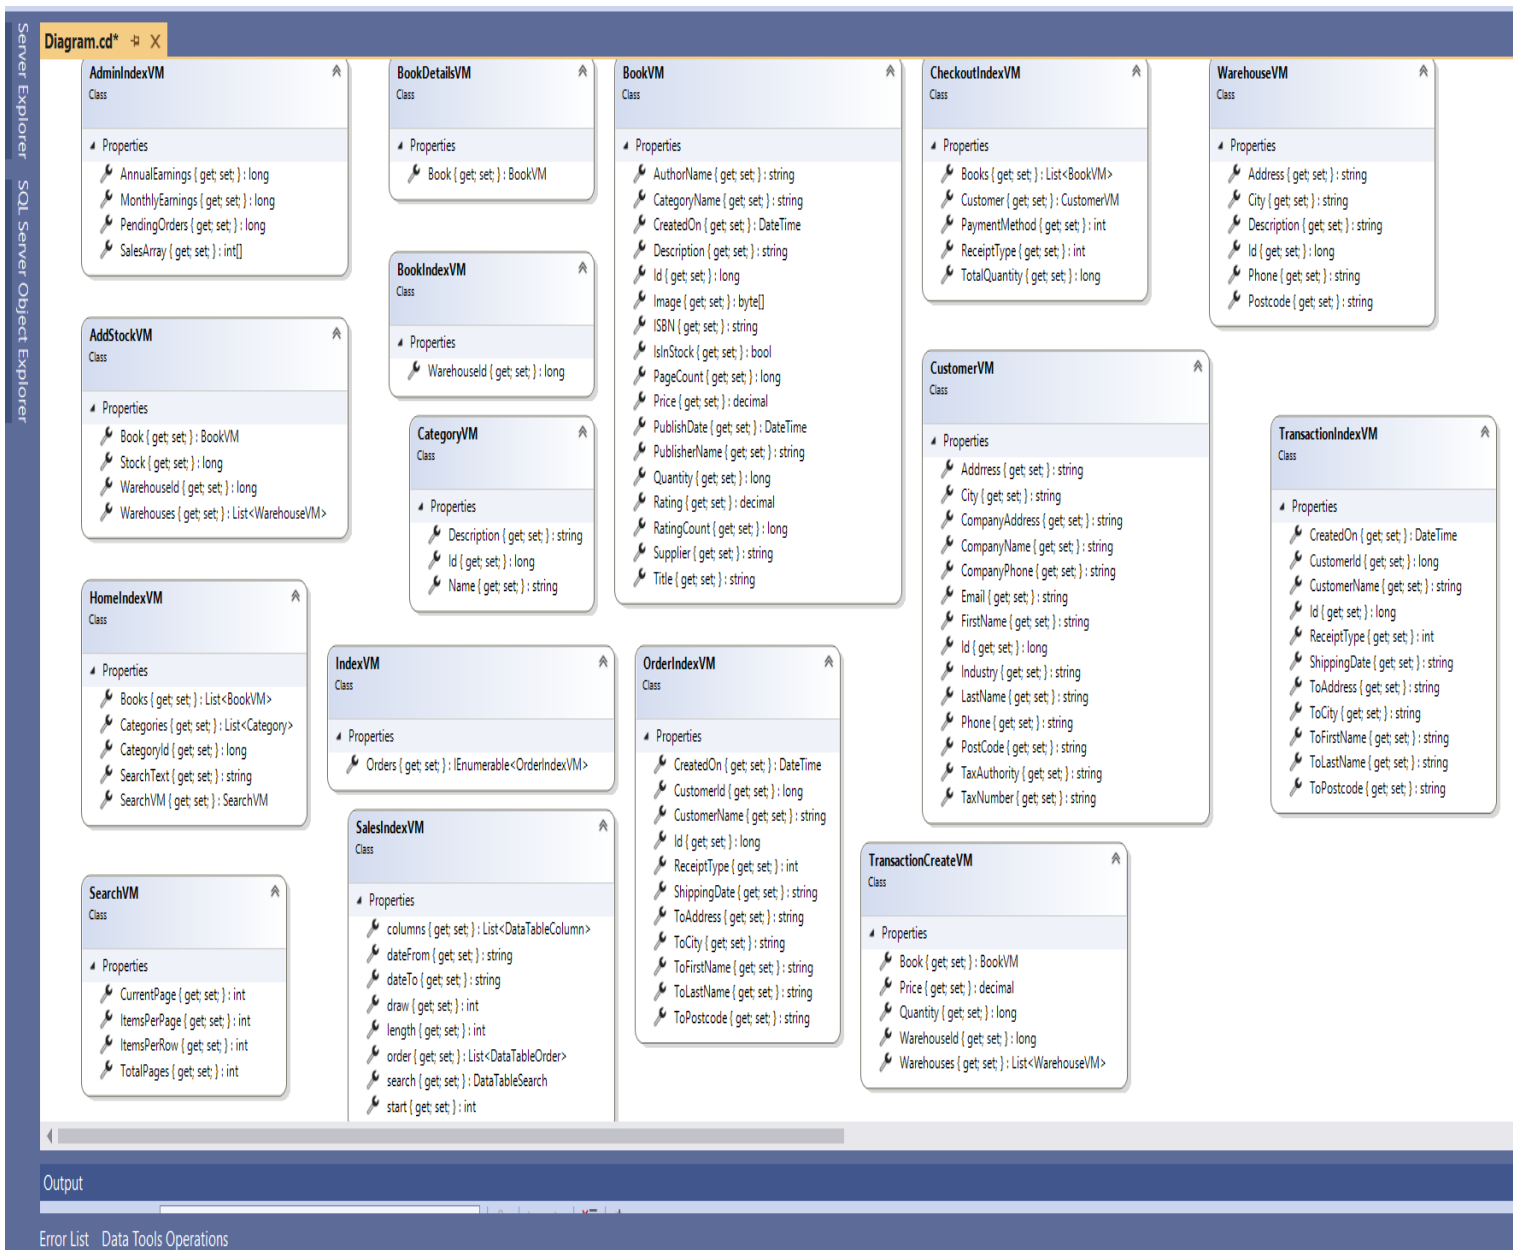 Server Explorer
SQL Server Object Explorer
Diagram.cd*
AdminIndexVM
Class
Properties
AnnualEarnings { get; set; } : long
MonthlyEarnings { get; set; } : long
PendingOrders { get; set; } : long
SalesArray { get; set; } : int[]
AddStockVM
Class
Properties
Book { get; set; } : BookVM
Stock { get; set; } : long
WarehouseId { get; set; } : long
Warehouses { get; set; } : List<WarehouseVM>
HomeIndexVM
Class
Properties
Books { get; set; } : List<BookVM>
Categories { get; set; } : List<Category>
CategoryId { get; set; } : long
SearchText { get; set; } : string
SearchVM { get; set; } : SearchVM
SearchVM
Class
Properties
CurrentPage { get; set; } : int
ItemsPerPage { get; set; } : int
ItemsPerRow { get; set; } : int
TotalPages { get; set; } : int
BookDetailsVM
Class
Properties
Book { get; set; } : BookVM
BookIndexVM
Class
Properties
WarehouseId { get; set; } : long
CategoryVM
Class
Properties
Description { get; set; } : string
Id { get; set; } : long
Name { get; set; } : string
IndexVM
Class
Properties
Orders { get; set; } : IEnumerable<OrderIndexVM>
SalesIndexVM
Class
Properties
columns { get; set; } : List<DataTableColumn>
dateFrom { get; set; } : string
dateTo { get; set; } : string
draw { get; set; } : int
length { get; set; } : int
order { get; set; } : List<DataTableOrder>
search { get; set; } : DataTableSearch
start { get; set; } : int
BookVM
Class
Properties
AuthorName { get; set; } : string
CategoryName { get; set; } : string
CreatedOn { get; set; } : DateTime
Description { get; set; } : string
Id { get; set; } : long
Image { get; set; } : byte[]
ISBN { get; set; } : string
IsInStock { get; set; } : bool
PageCount { get; set; } : long
Price { get; set; } : decimal
PublishDate { get; set; } : DateTime
PublisherName { get; set; } : string
Quantity { get; set; } : long
Rating { get; set; } : decimal
RatingCount { get; set; } : long
Supplier { get; set; } : string
Title { get; set; } : string
OrderIndexVM
Class
Properties
CreatedOn { get; set; } : DateTime
CustomerId { get; set; } : long
CustomerName { get; set; } : string
Id { get; set; } : long
ReceiptType { get; set; } : int
ShippingDate { get; set; } : string
ToAddress { get; set; } : string
ToCity { get; set; } : string
ToFirstName { get; set; } : string
ToLastName { get; set; } : string
ToPostcode { get; set; } : string
CheckoutIndexVM
Class
Properties
Books { get; set; } : List<BookVM>
Customer { get; set; } : CustomerVM
PaymentMethod { get; set; } : int
ReceiptType { get; set; } : int
TotalQuantity { get; set; } : long
CustomerVM
Class
Properties
Addrress { get; set; } : string
City { get; set; } : string
CompanyAddress { get; set; } : string
CompanyName { get; set; } : string
CompanyPhone { get; set; } : string
Email { get; set; } : string
FirstName { get; set; } : string
Id { get; set; } : long
Industry { get; set; } : string
LastName { get; set; } : string
Phone { get; set; } : string
PostCode { get; set; } : string
TaxAuthority { get; set; } : string
TaxNumber { get; set; } : string
TransactionCreateVM
Class
Properties
Book { get; set; } : BookVM
Price { get; set; } : decimal
Quantity { get; set; } : long
WarehouseId { get; set; } : long
Warehouses { get; set; } : List<WarehouseVM>
WarehouseVM
Class
Properties
Address { get; set; } : string
City { get; set; } : string
Description { get; set; } : string
Id { get; set; } : long
Phone { get; set; } : string
Postcode { get; set; } : string
TransactionIndexVM
Class
Properties
CreatedOn { get; set; } : DateTime
CustomerId { get; set; } : long
CustomerName { get; set; } : string
Id { get; set; } : long
ReceiptType { get; set; } : int
ShippingDate { get; set; } : string
ToAddress { get; set; } : string
ToCity { get; set; } : string
ToFirstName { get; set; } : string
ToLastName { get; set; } : string
ToPostcode { get; set; } : string
Output
Error List Data Tools Operations